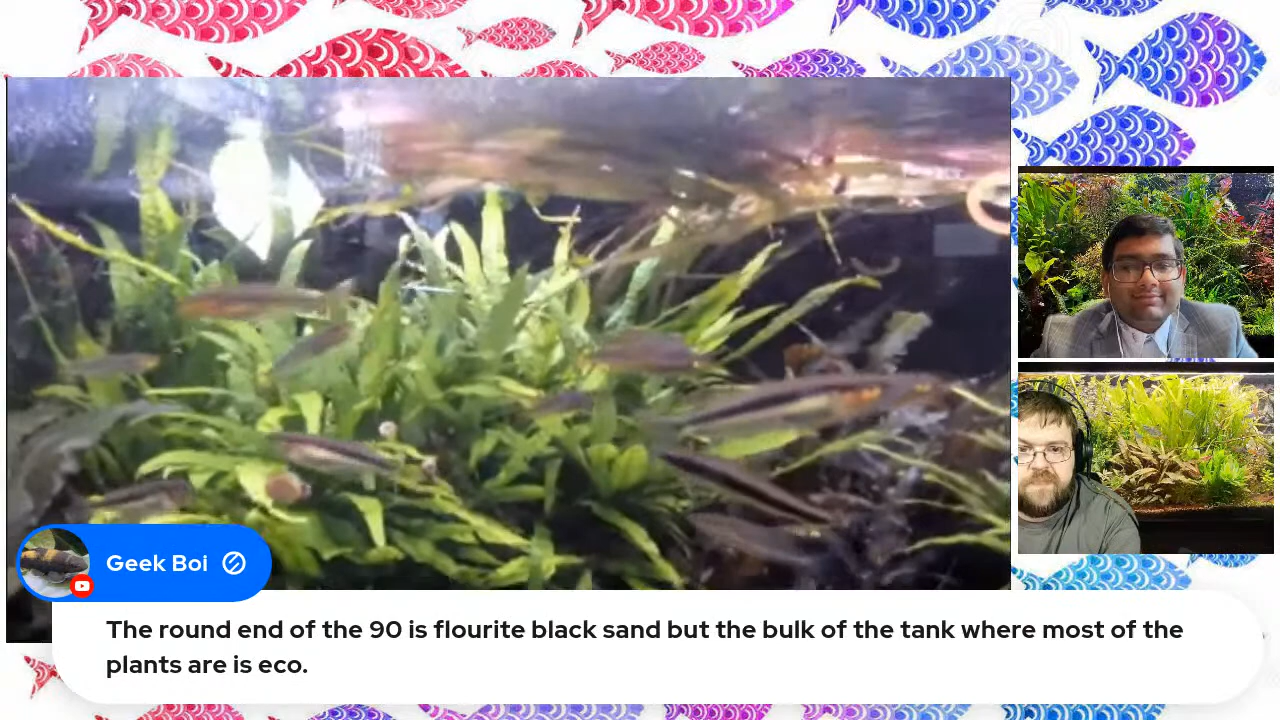 Geek Boi
The round end of the 90 is flourite black sand but the bulk of the tank where most of the
plants are is eco.